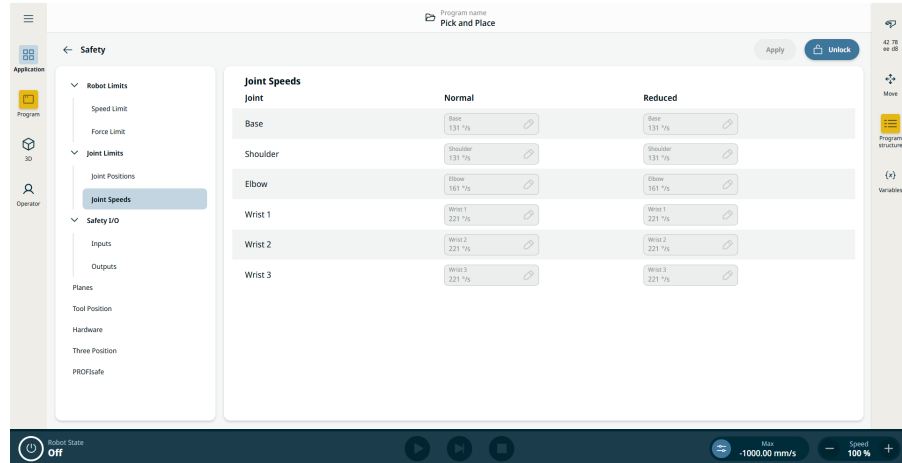 Program name
Pick and Place
42 7B
ee d8
Application
Program
3D
Operator
Safety
Apply
Unlock
Robot Limits
Speed Limit
Force Limit
Joint Limits
Joint Positions
Joint Speeds
Safety I/O
Inputs
Outputs
Planes
Tool Position
Hardware
Three Position
PROFIsafe
Joint Speeds
Joint Normal Reduced
Base Base 131 °/s Base 131 °/s
Shoulder Shoulder 131 °/s Shoulder 131 °/s
Elbow Elbow 161 °/s Elbow 161 °/s
Wrist 1 Wrist 1 221 °/s Wrist 1 221 °/s
Wrist 2 Wrist 2 221 °/s Wrist 2 221 °/s
Wrist 3 Wrist 3 221 °/s Wrist 3 221 °/s
Move
Program
structure
{x}
Variables
Robot State
Off
Max
-1000.00 mm/s
Speed
100 %